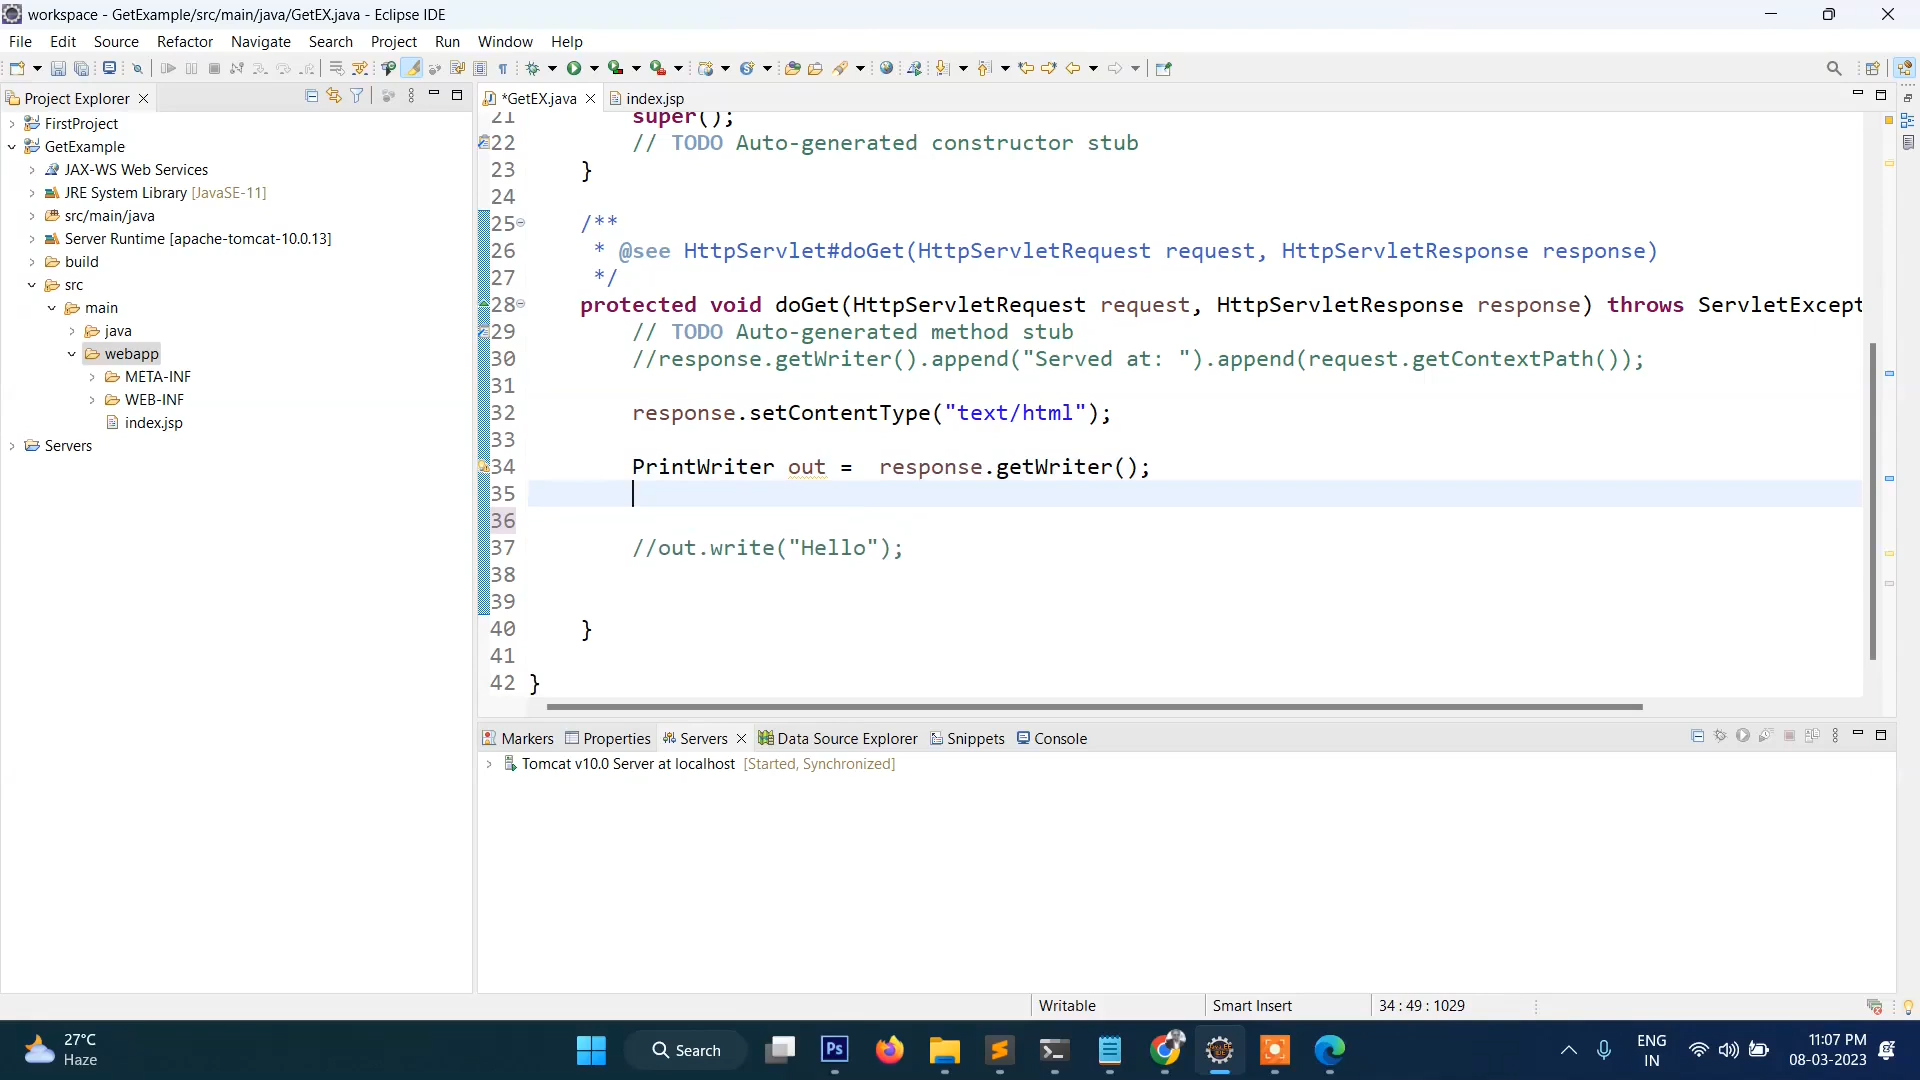 workspace - GetExample/src/main/java/GetEX.java - Eclipse IDE
File Edit Source Refactor Navigate Search Project Run Window Help
Project Explorer
FirstProject
GetExample
JAX-WS Web Services
JRE System Library [JavaSE-11]
src/main/java
Server Runtime [apache-tomcat-10.0.13]
build
src
main
java
webapp
META-INF
WEB-INF
index.jsp
Servers
*GetEX.java index.jsp
21 super();
22 // TODO Auto-generated constructor stub
23 }
24
25 /**
26 * @see HttpServlet#doGet(HttpServletRequest request, HttpServletResponse response)
27 */
28 protected void doGet(HttpServletRequest request, HttpServletResponse response) throws ServletExcept
29 // TODO Auto-generated method stub
30 //response.getWriter().append("Served at: ").append(request.getContextPath());
31
32 response.setContentType("text/html");
33
34 PrintWriter out =  response.getWriter();
35
36
37 //out.write("Hello");
38
39
40 }
41
42 }
Markers Properties Servers Data Source Explorer Snippets Console
Tomcat v10.0 Server at localhost [Started, Synchronized]
Writable Smart Insert 34 : 49 : 1029
27°C
Haze
Search
Ps
ENG
IN
11:07 PM
08-03-2023